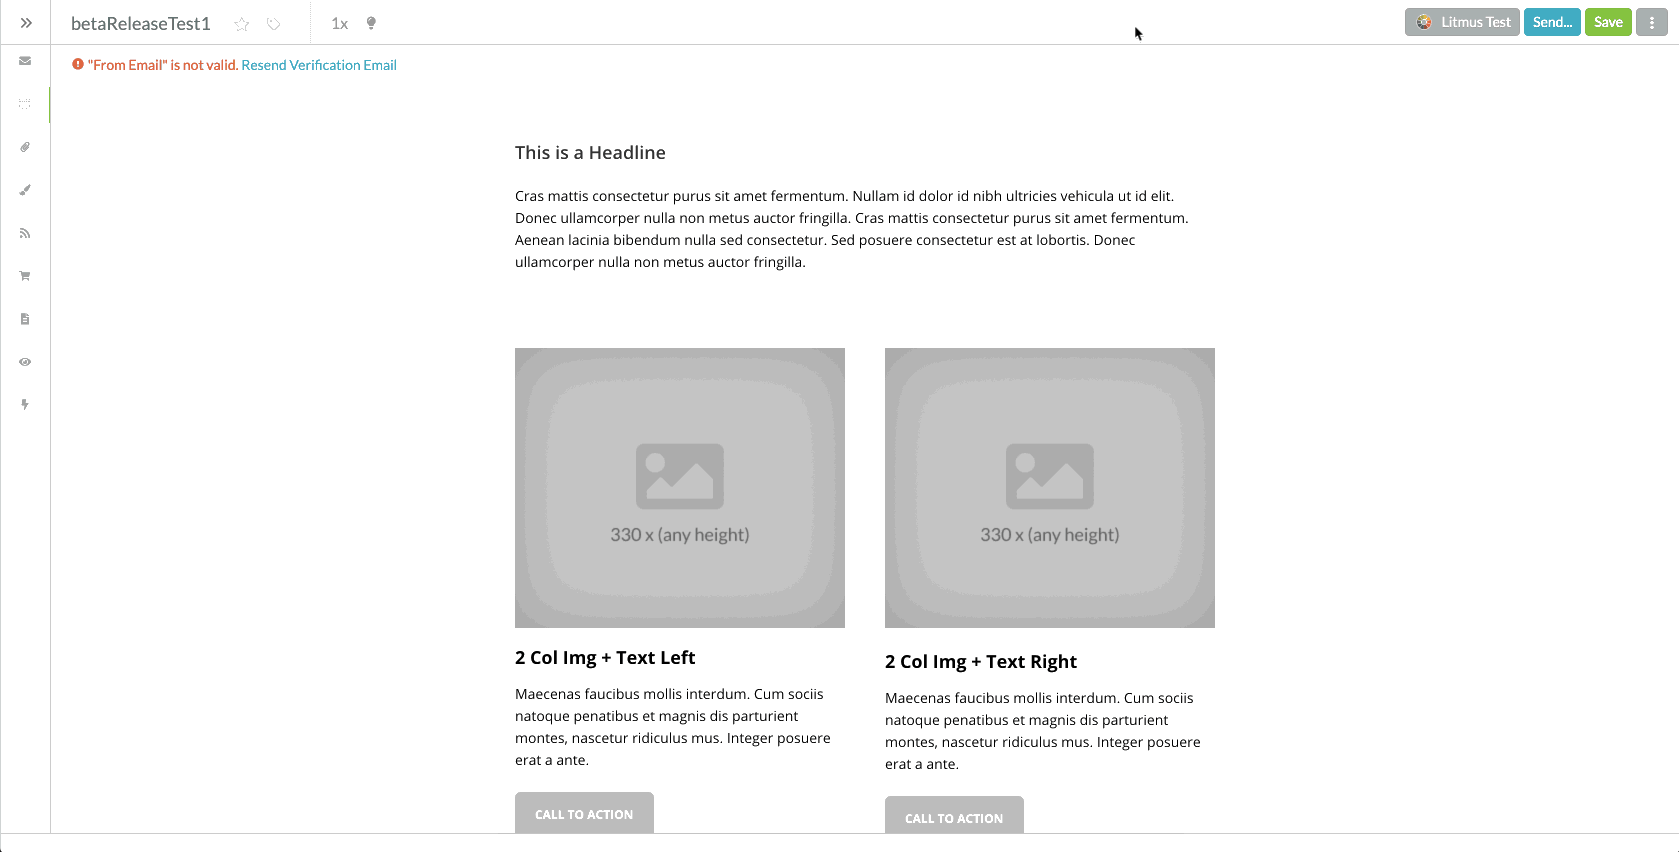 betaReleaseTest1
1x
Litmus Test
Send...
Save
"From Email" is not valid. Resend Verification Email
This is a Headline
Cras mattis consectetur purus sit amet fermentum. Nullam id dolor id nibh ultricies vehicula ut id elit.
Donec ullamcorper nulla non metus auctor fringilla. Cras mattis consectetur purus sit amet fermentum.
Aenean lacinia bibendum nulla sed consectetur. Sed posuere consectetur est at lobortis. Donec
ullamcorper nulla non metus auctor fringilla.
330 x (any height)
2 Col Img + Text Left
Maecenas faucibus mollis interdum. Cum sociis
natoque penatibus et magnis dis parturient
montes, nascetur ridiculus mus. Integer posuere
erat a ante.
CALL TO ACTION
330 x (any height)
2 Col Img + Text Right
Maecenas faucibus mollis interdum. Cum sociis
natoque penatibus et magnis dis parturient
montes, nascetur ridiculus mus. Integer posuere
erat a ante.
CALL TO ACTION